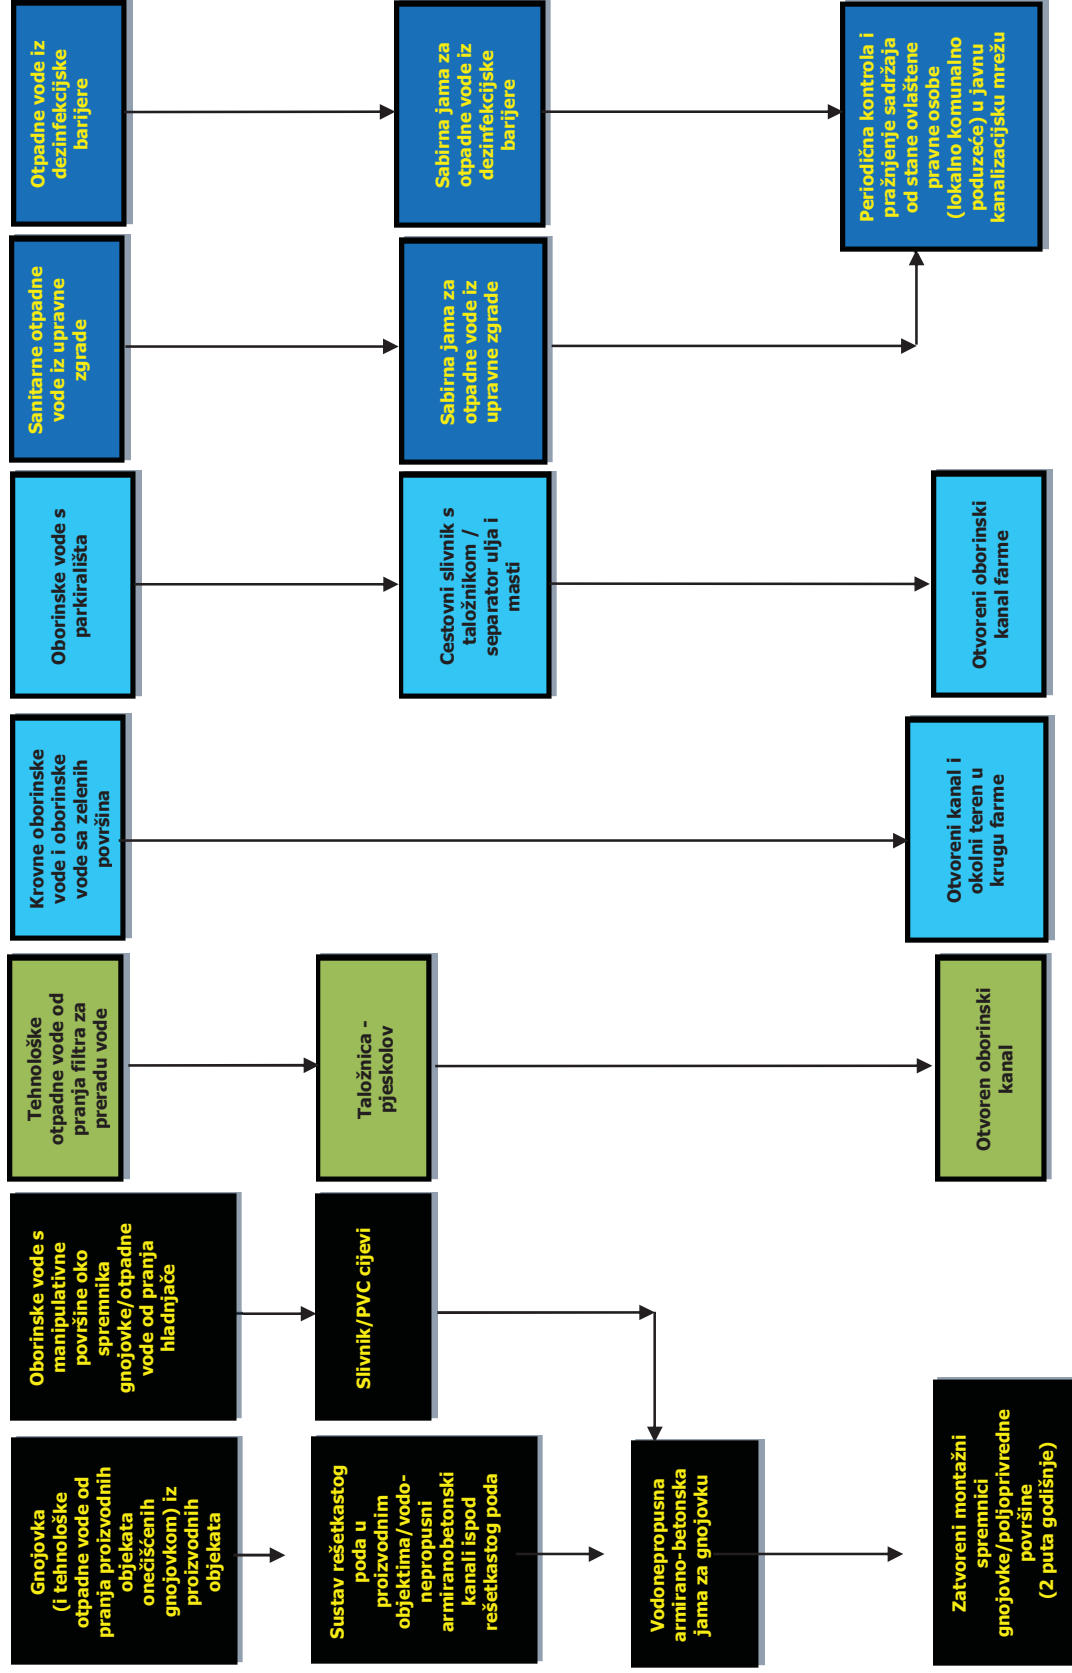 Gnojovka
(i tehnološke
otpadne vode od
pranja proizvodnih
objekata
onečišćenih
gnojovkom) iz
proizvodnih
objekata
Sustav rešetkastog
poda u
proizvodnim
objektima/vodo-
nepropusni
armiranobetonski
kanali ispod
rešetkastog poda
Vodonepropusna
armirano-betonska
jama za gnojovku
Zatvoreni montažni
spremnici
gnojovke/poljoprivredne
površine
(2 puta godišnje)
Oborinske vode s
manipulativne
površine oko
spremnika
gnojovke/otpadne
vode od pranja
hladnjače
Slivnik/PVC cijevi
Tehnološke
otpadne vode od
pranja filtra za
preradu vode
Taložnica -
pjeskolov
Otvoren oborinski
kanal
Krovne oborinske
vode i oborinske
vode sa zelenih
površina
Otvoreni kanal i
okolni teren u
krugu farme
Oborinske vode s
parkirališta
Cestovni slivnik s
taložnikom /
separator ulja i
masti
Otvoreni oborinski
kanal farme
Sanitarne otpadne
vode iz upravne
zgrade
Sabirna jama za
otpadne vode iz
upravne zgrade
Otpadne vode iz
dezinfekcijske
barijere
Sabirna jama za
otpadne vode iz
dezinfekcijske
barijere
Periodična kontrola i
pražnjenje sadržaja
od stane ovlaštene
pravne osobe
(lokalno komunalno
poduzeće) u javnu
kanalizacijsku mrežu